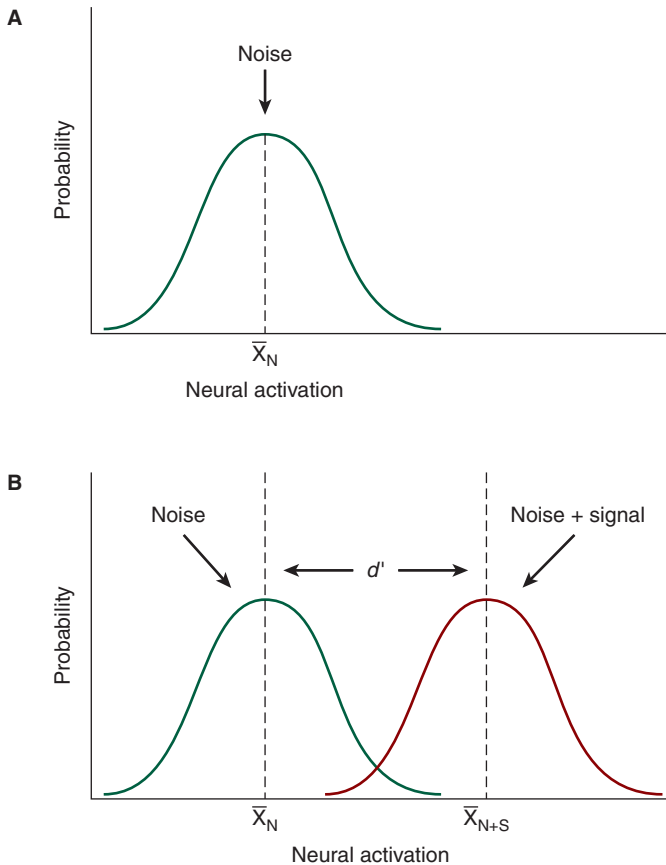 A
Noise
Probability
X̅N
Neural activation
B
Noise
Noise + signal
d'
Probability
X̅N
X̅N+S
Neural activation